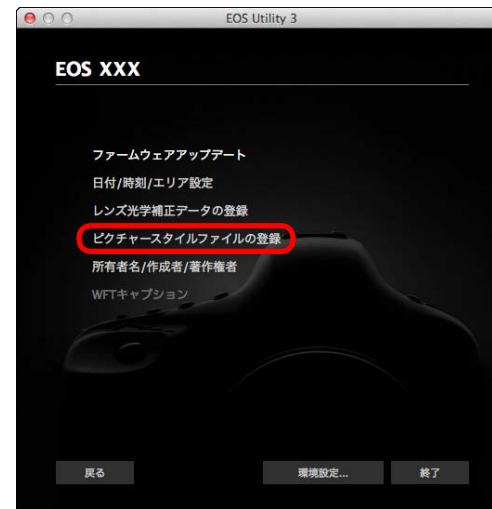 EOS Utility 3
EOS XXX
ファームウェアアップデート
日付/時刻/エリア設定
レンズ光学補正データの登録
ピクチャースタイルファイルの登録
所有者名/作成者/著作権者
WFTキャプション
戻る 環境設定... 終了